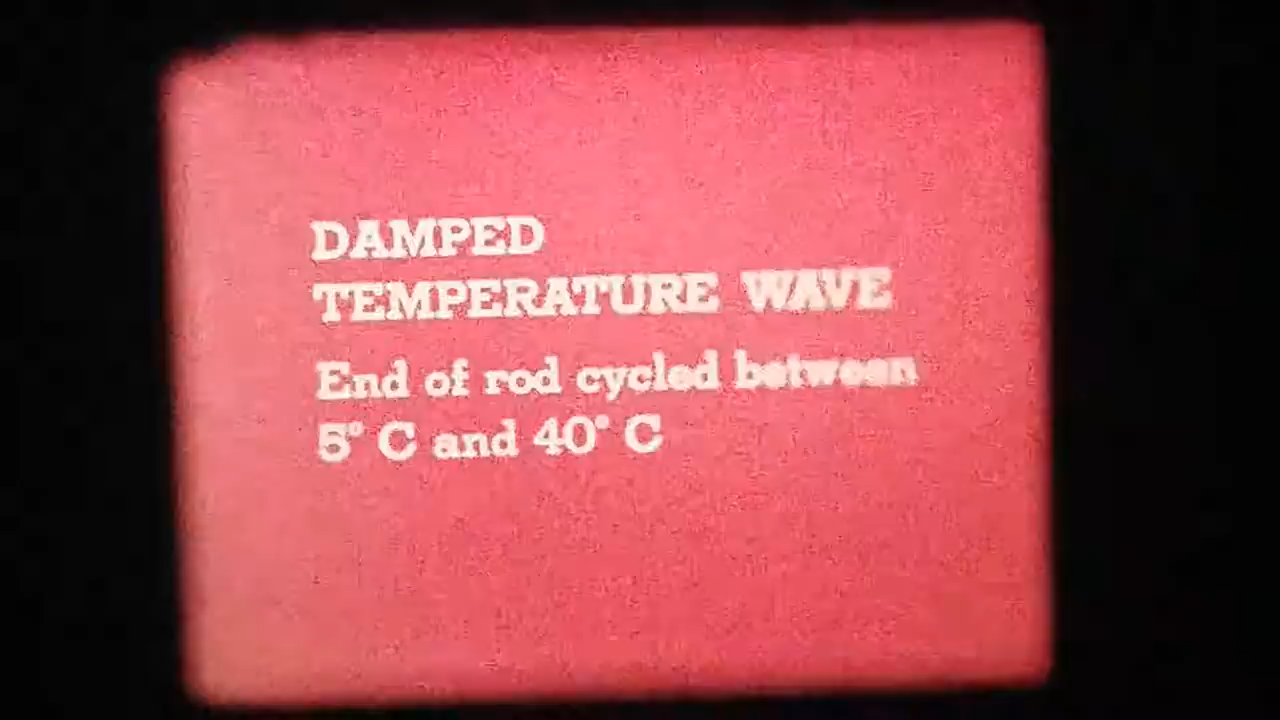 DAMPED
TEMPERATURE WAVE
End of rod cycled between
5° C and 40° C